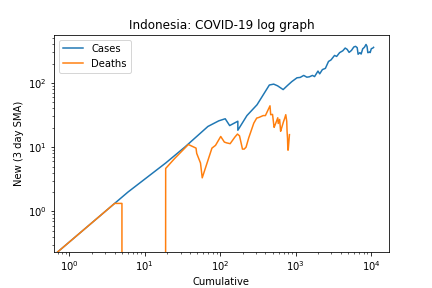 Indonesia: COVID-19 log graph
Cases
Deaths
New (3 day SMA)
10²
10¹
10⁰
10⁰ 10¹ 10² 10³ 10⁴
Cumulative